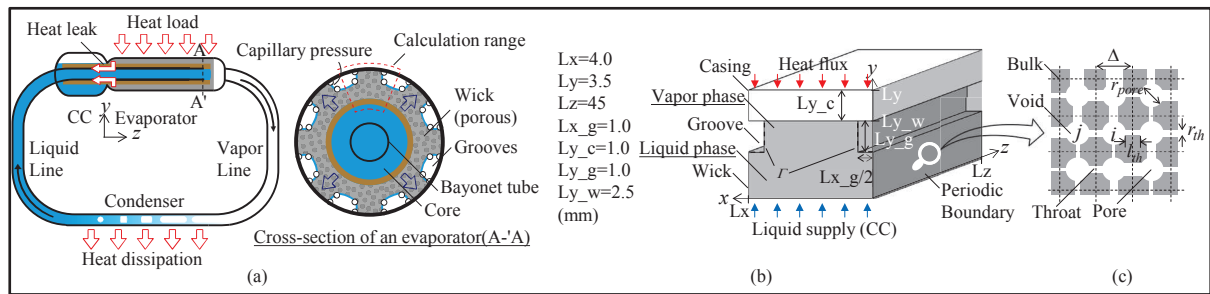 Heat leak
Heat load
A
A'
CC
y
z
Evaporator
Liquid
Line
Vapor
Line
Condenser
Heat dissipation
(a)
Capillary pressure
Calculation range
Wick
(porous)
Grooves
Bayonet tube
Core
Cross-section of an evaporator(A-'A)
Lx=4.0
Ly=3.5
Lz=45
Lx_g=1.0
Ly_c=1.0
Ly_g=1.0
Ly_w=2.5
(mm)
Casing
Heat flux
y
Vapor phase
Ly_c
Ly
Groove
Ly_w
Ly_g
Liquid phase
Γ
Lx_g/2
z
Lz
Wick
x
Lx
Periodic
Boundary
Liquid supply (CC)
(b)
Bulk
Δ
r_pore
Void
j
i
r_th
l_th
Throat
Pore
(c)